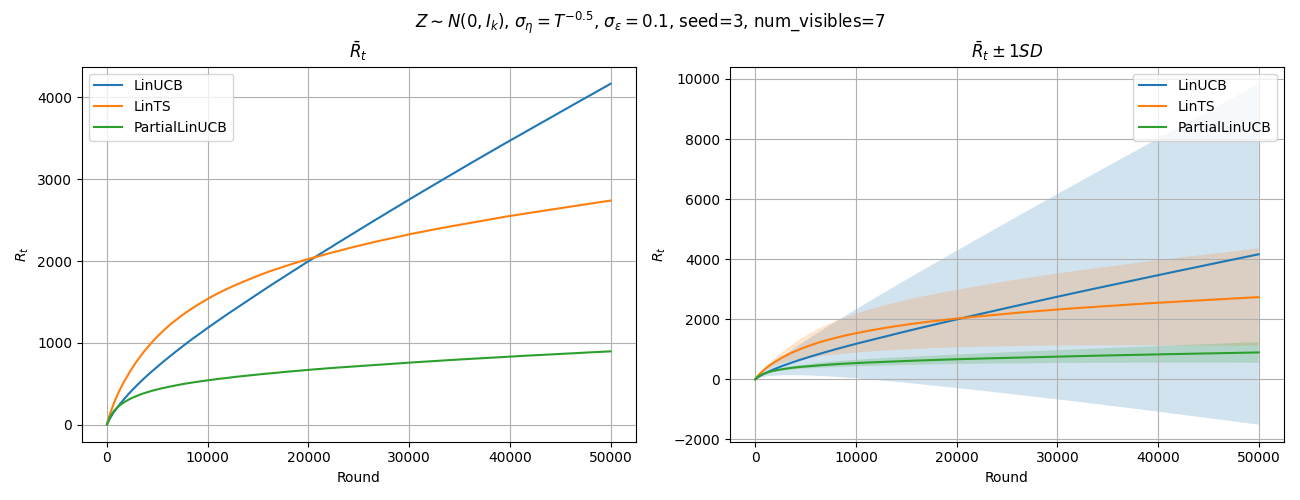 Z ∼ N(0, I_k), σ_η = T^{-0.5}, σ_ε = 0.1, seed=3, num_visibles=7
R̄_t
LinUCB
LinTS
PartialLinUCB
4000
3000
2000
1000
0
R_t
0 10000 20000 30000 40000 50000
Round
R̄_t ± 1SD
LinUCB
LinTS
PartialLinUCB
10000
8000
6000
4000
2000
0
−2000
R_t
0 10000 20000 30000 40000 50000
Round